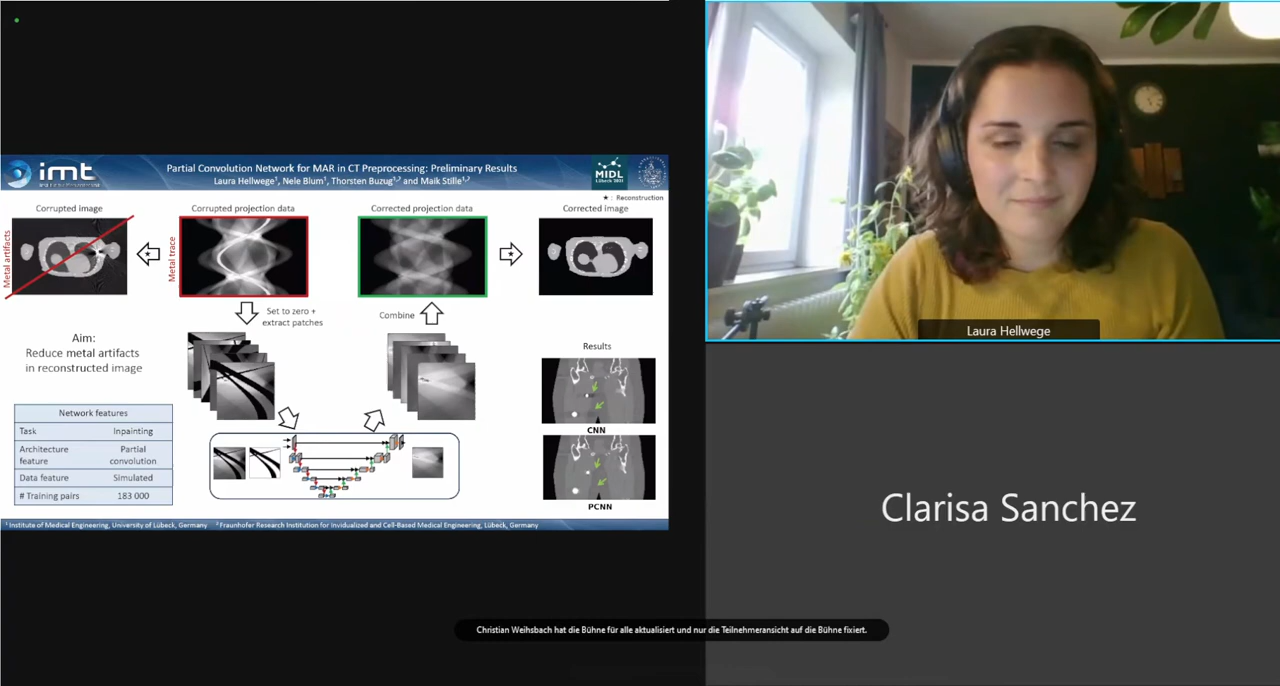 imt
Partial Convolution Network for MAR in CT Preprocessing: Preliminary Results
Laura Hellwege¹, Nele Blum¹, Thorsten Buzug¹,² and Maik Stille¹,²
MIDL
Lübeck 2021
★ : Reconstruction
Corrupted image
Corrupted projection data
Corrected projection data
Corrected image
Metal artifacts
Metal trace
Set to zero +
extract patches
Combine
Aim:
Reduce metal artifacts
in reconstructed image
Results
CNN
PCNN
Network features
Task Inpainting
Architecture feature Partial convolution
Data feature Simulated
# Training pairs 183 000
¹ Institute of Medical Engineering, University of Lübeck, Germany ² Fraunhofer Research Institution for Invidualized and Cell-Based Medical Engineering, Lübeck, Germany
Laura Hellwege
Clarisa Sanchez
Christian Weihsbach hat die Bühne für alle aktualisiert und nur die Teilnehmeransicht auf die Bühne fixiert.